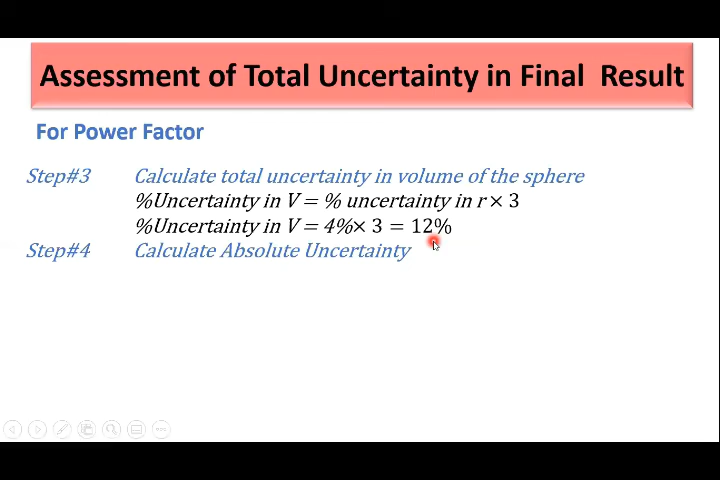 Assessment of Total Uncertainty in Final Result
For Power Factor
Step#3 Calculate total uncertainty in volume of the sphere
%Uncertainty in V = % uncertainty in r × 3
%Uncertainty in V = 4%× 3 = 12%
Step#4 Calculate Absolute Uncertainty